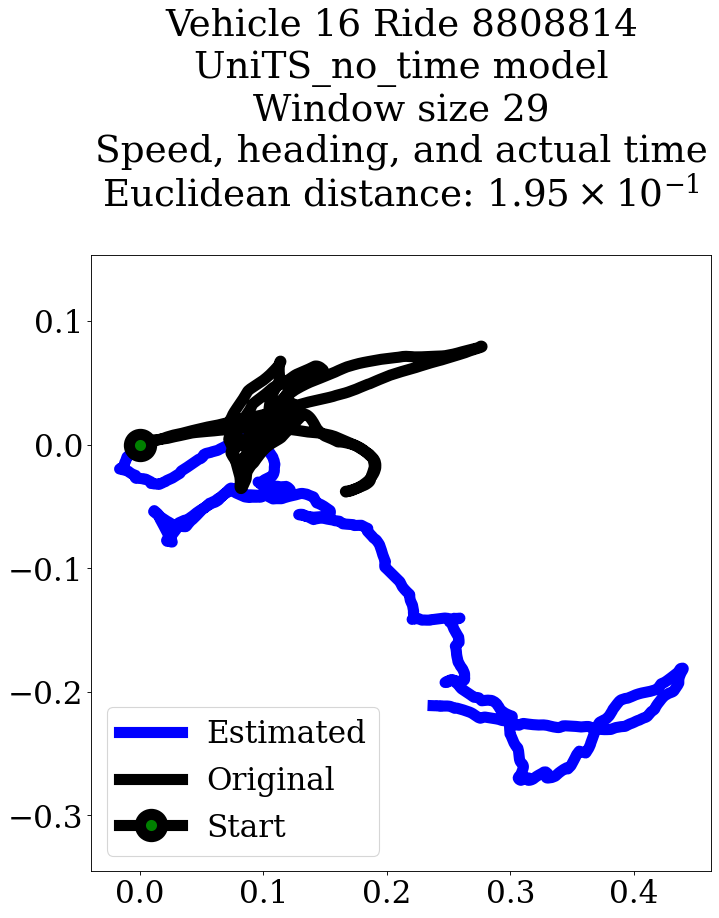 Vehicle 16 Ride 8808814
UniTS_no_time model
Window size 29
Speed, heading, and actual time
Euclidean distance: 1.95 × 10⁻¹
0.1
0.0
−0.1
−0.2
−0.3
Estimated
Original
Start
0.0 0.1 0.2 0.3 0.4